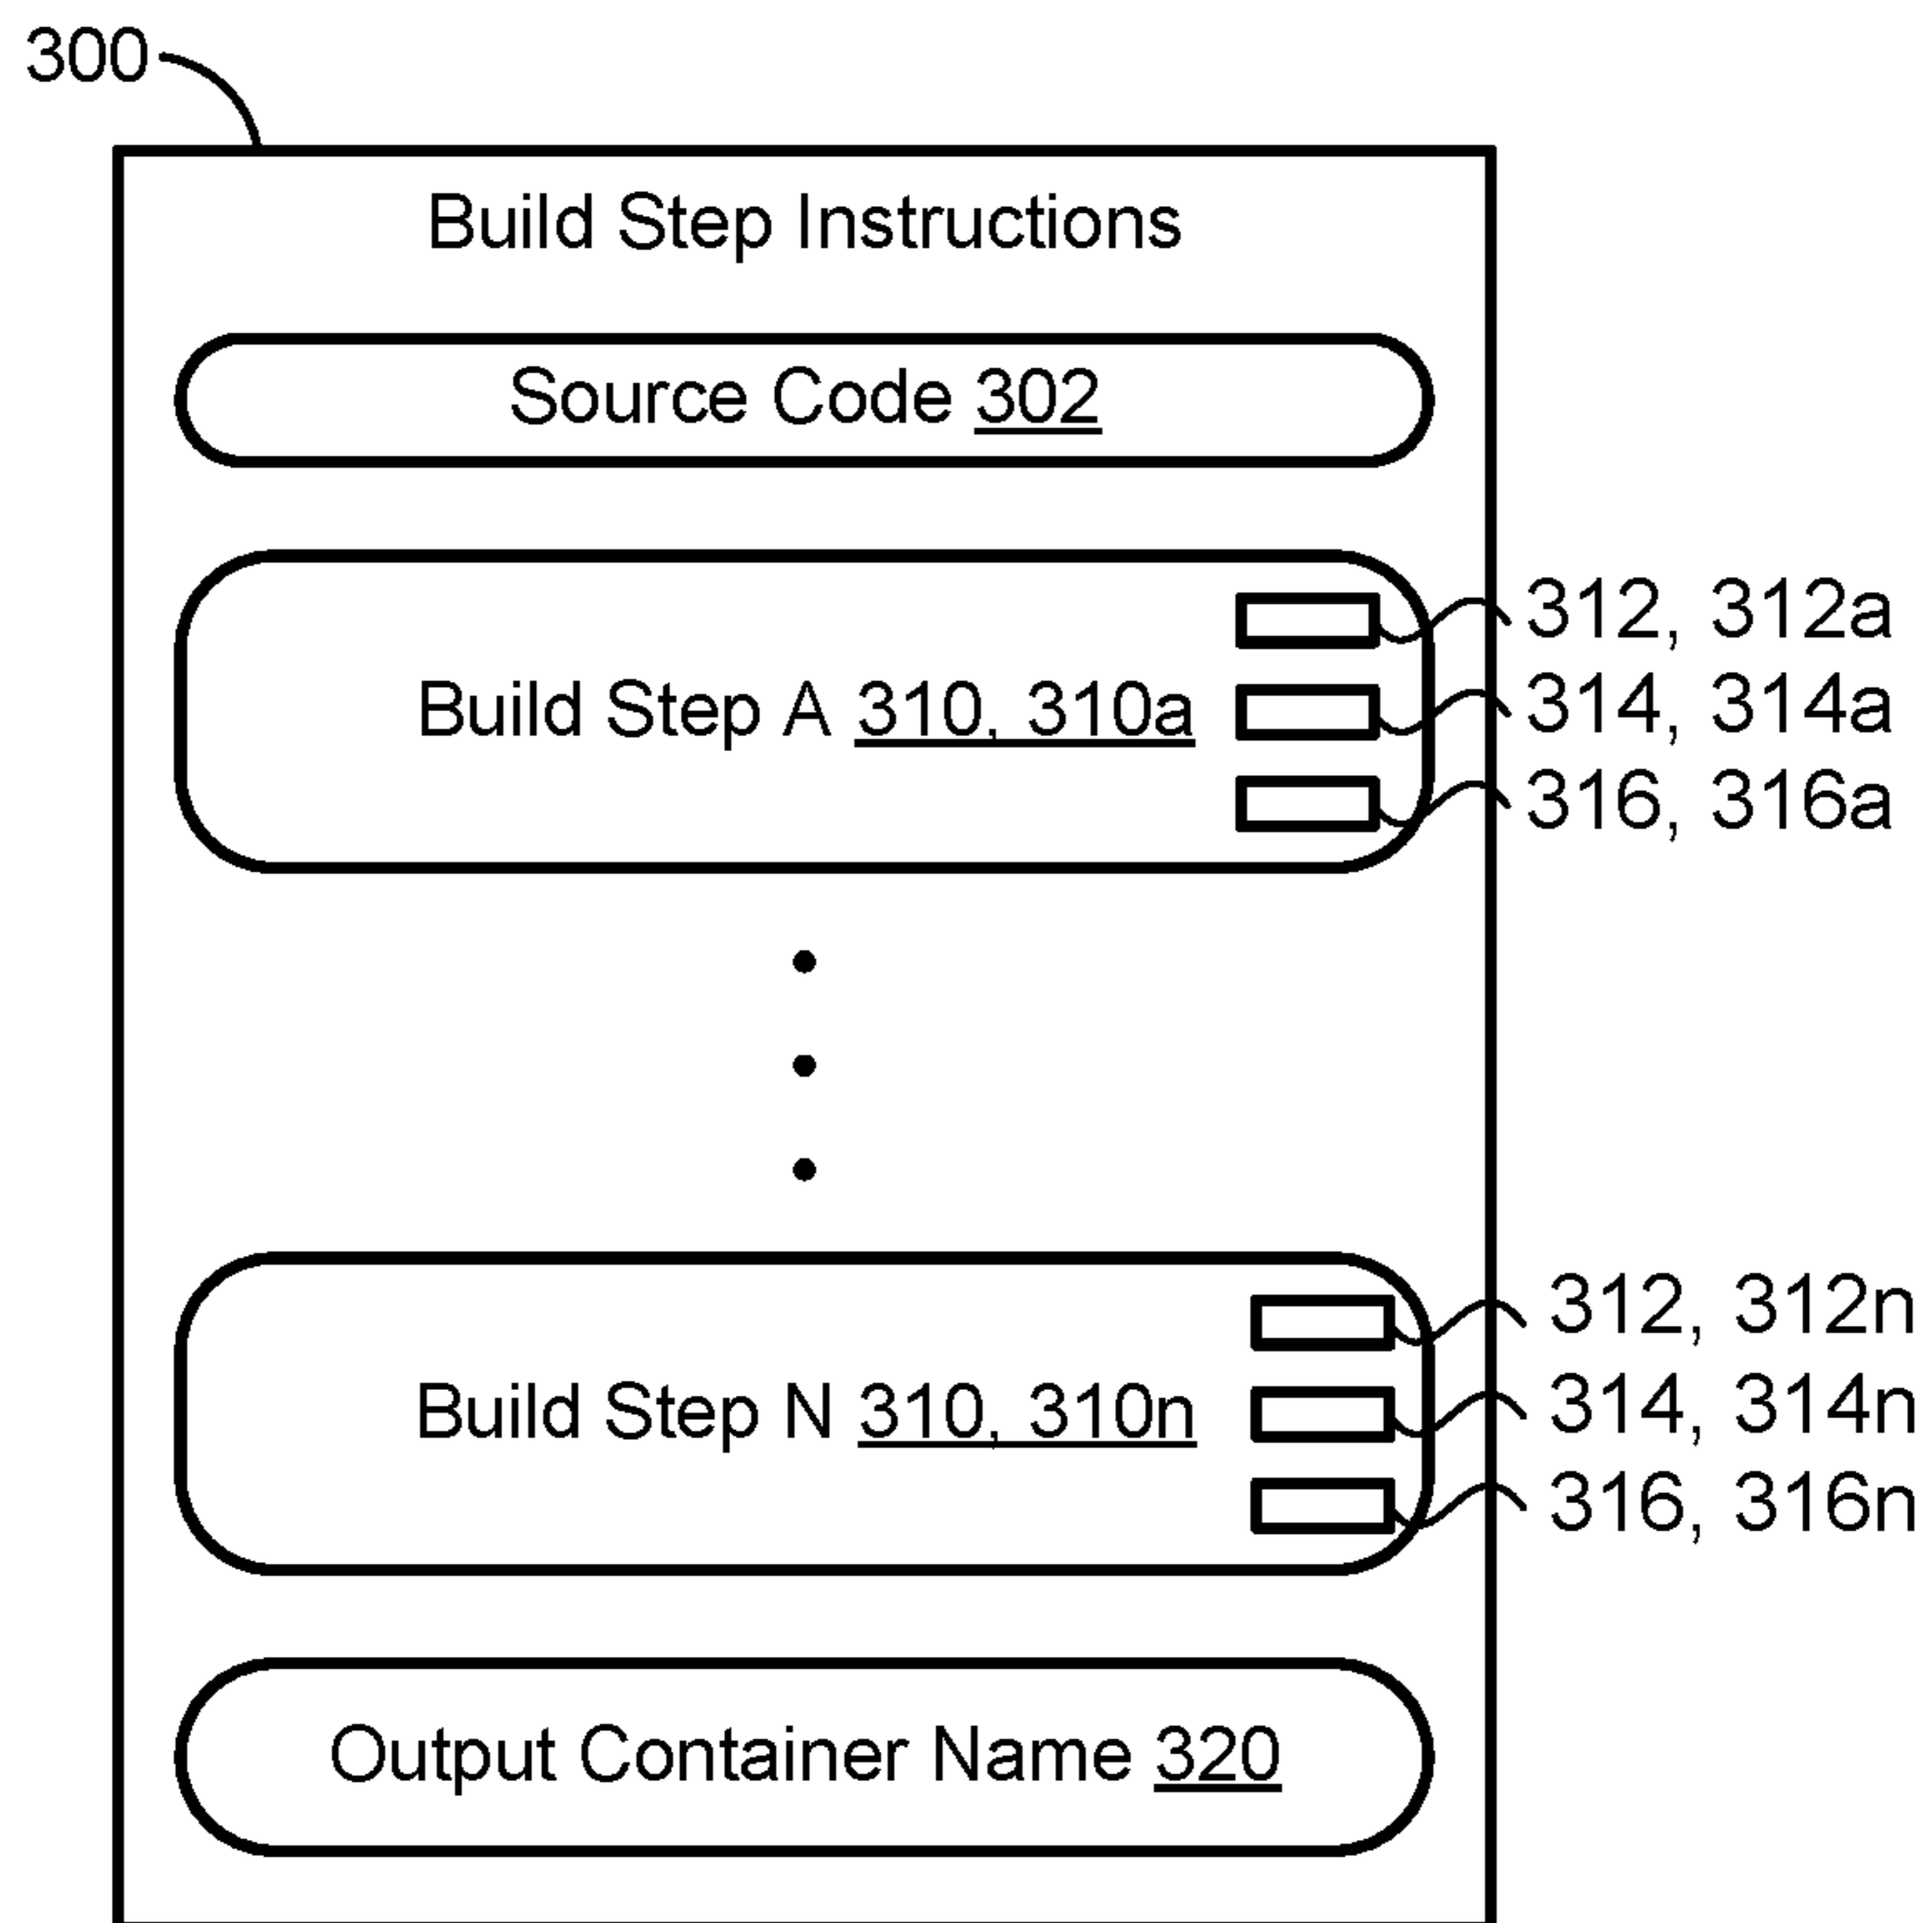 300
Build Step Instructions
Source Code 302
312, 312a
Build Step A 310, 310a
314, 314a
316, 316a
312, 312n
Build Step N 310, 310n
314, 314n
316, 316n
Output Container Name 320